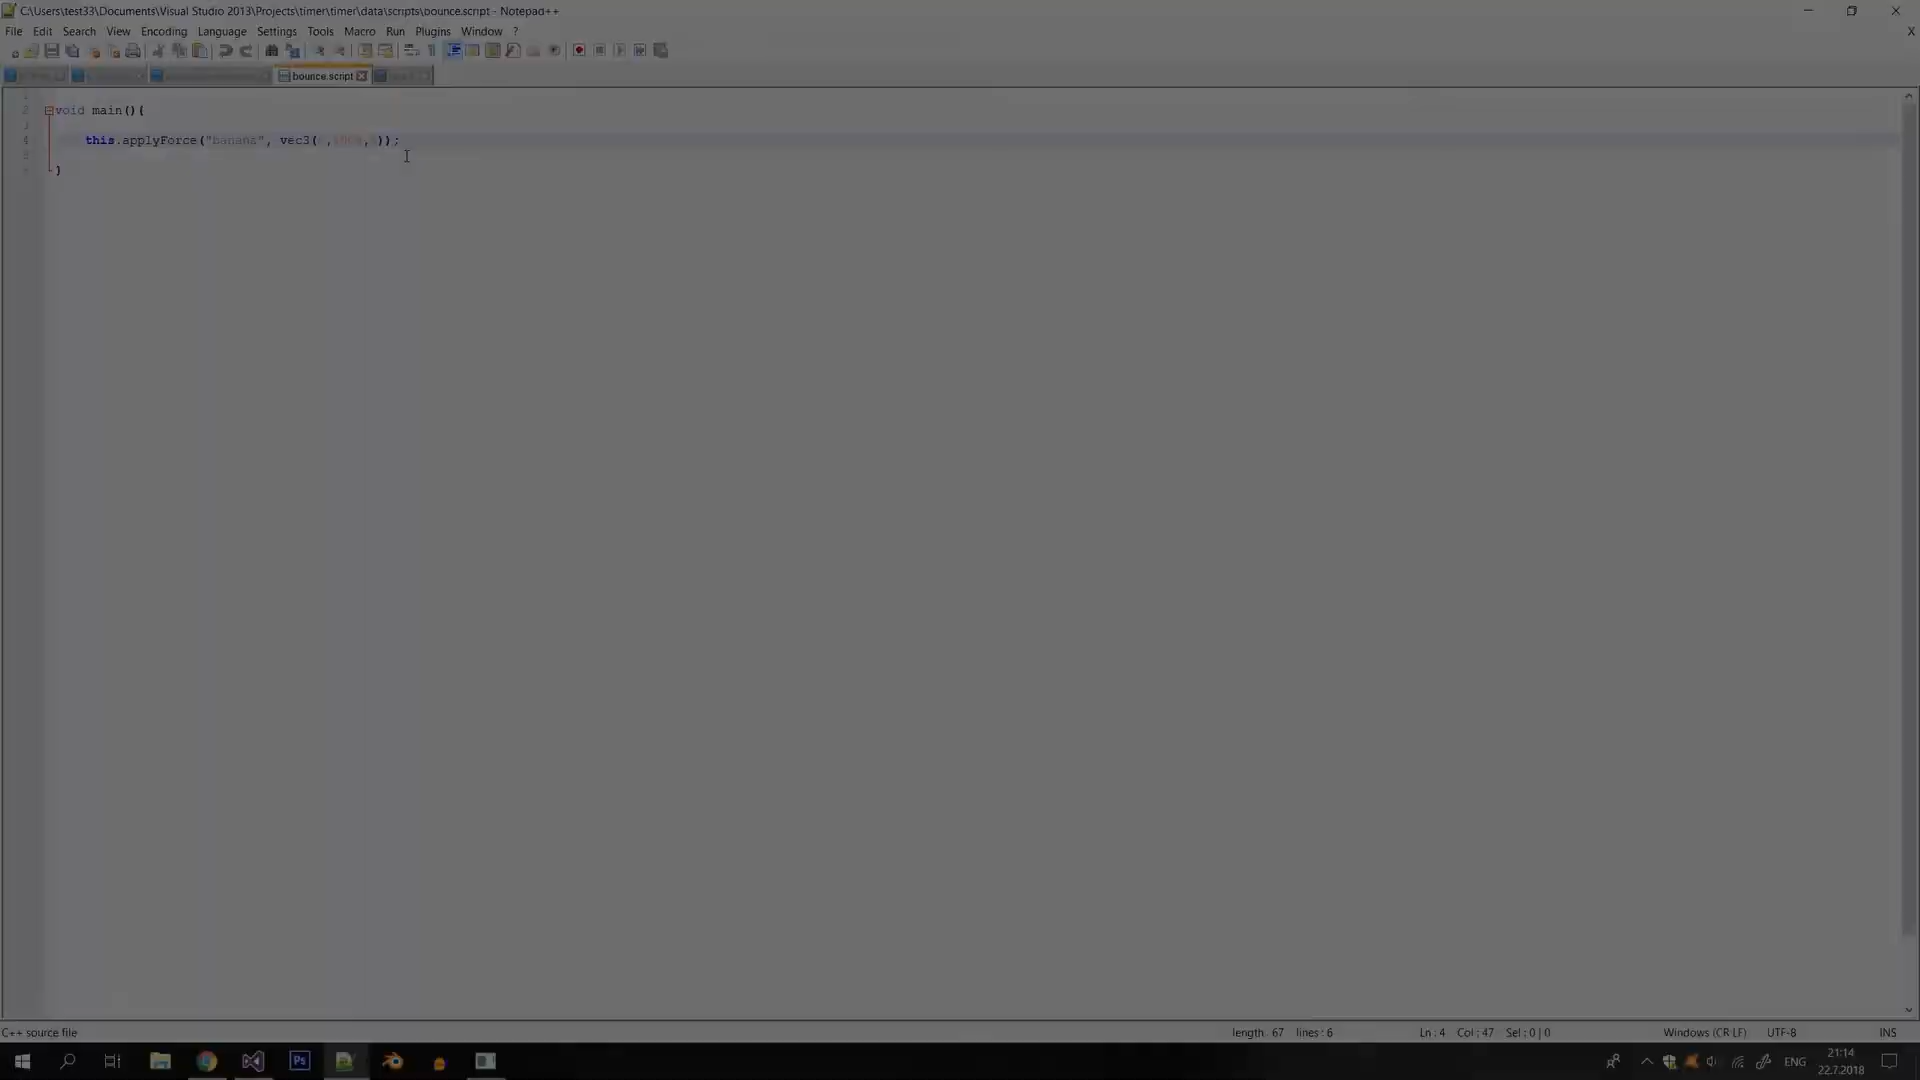 C:\Users\test33\Documents\Visual Studio 2013\Projects\timer\timer\data\scripts\bounce.script - Notepad++
File Edit Search View Encoding Language Settings Tools Macro Run Plugins Window ?
X
bounce.script
2 void main(){
4 this.applyForce("banana", vec3(
,
,
));
}
C++ source file
length : 67 lines : 6
Ln : 4 Col : 47 Sel : 0 | 0
Windows (CR LF)
UTF-8
INS
Ps
ENG
21:14
22.7.2018